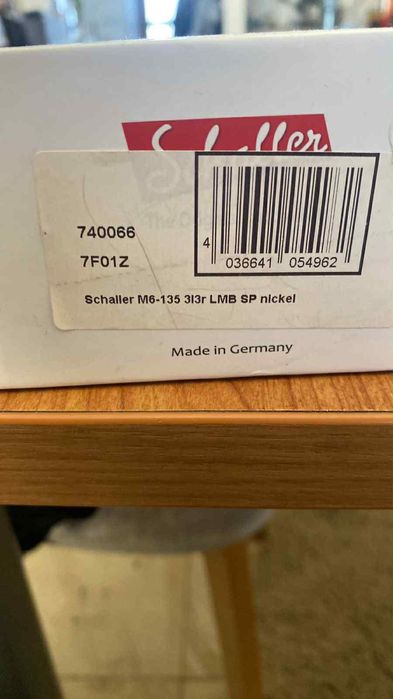 Schaller
740066
7F01Z
4 036641 054962
Schaller M6-135 3l3r LMB SP nickel
Made in Germany